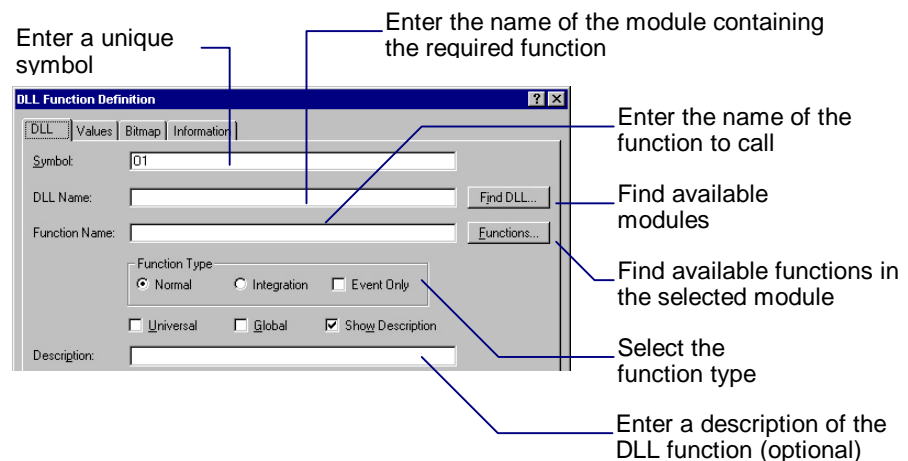 Enter a unique
symbol
Enter the name of the module containing
the required function
DLL Function Definition
DLL Values Bitmap Information
Symbol: O1
DLL Name: Find DLL...
Function Name: Functions...
Function Type
Normal Integration Event Only
Universal Global Show Description
Description:
Enter the name of the
function to call
Find available
modules
Find available functions in
the selected module
Select the
function type
Enter a description of the
DLL function (optional)